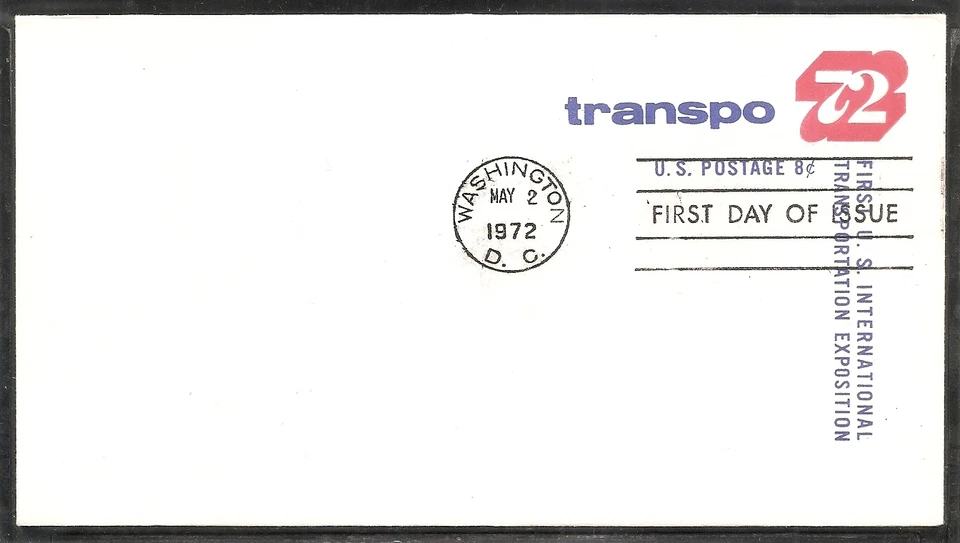 transpo 72
U.S. POSTAGE 8¢
WASHINGTON
MAY 2
1972
D. C.
FIRST DAY OF ISSUE
FIRST U. S. INTERNATIONAL
TRANSPORTATION EXPOSITION